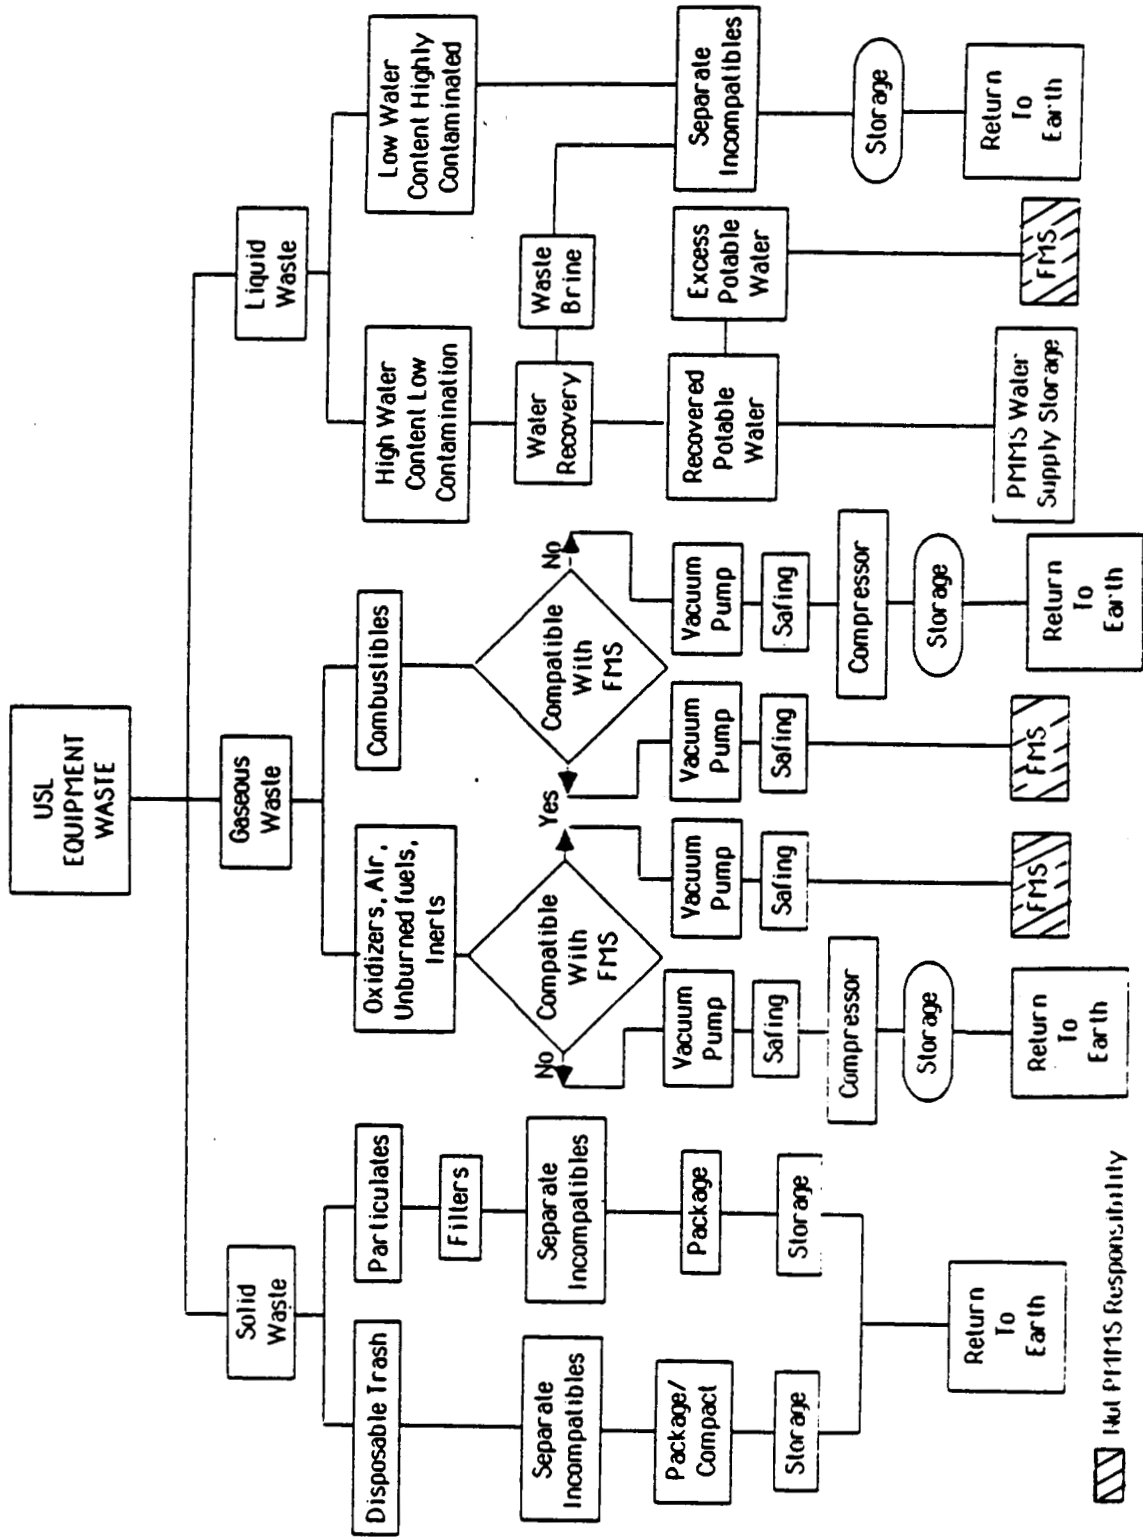 USL
EQUIPMENT
WASTE
Solid
Waste
Gaseous
Waste
Liquid
Waste
Disposable Trash
Particulates
Oxidizers, Air,
Unburned fuels,
Inerts
Combustibles
High Water
Content Low
Contamination
Low Water
Content Highly
Contaminated
Filters
Separate
Incompatibles
Separate
Incompatibles
Compatible
With
FMS
No
Yes
Compatible
With
FMS
No
Water
Recovery
Waste
Brine
Package/
Compact
Package
Vacuum
Pump
Vacuum
Pump
Vacuum
Pump
Vacuum
Pump
Recovered
Potable
Water
Excess
Potable
Water
Separate
Incompatibles
Storage
Storage
Safing
Safing
Safing
Safing
Compressor
Compressor
Storage
Storage
Storage
Return
To
Earth
Return
To
Earth
FMS
FMS
Return
To
Earth
PMMS Water
Supply Storage
FMS
Return
To
Earth
Not PMMS Responsibility